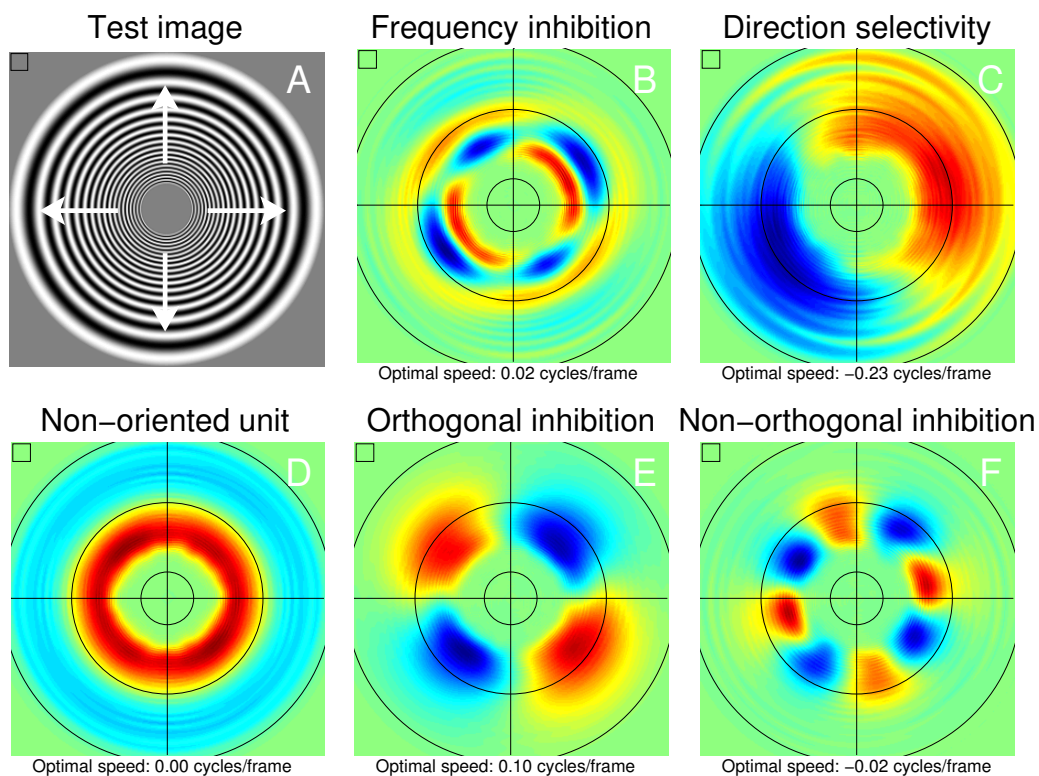 Test image
Frequency inhibition
Direction selectivity
A
B
C
Optimal speed: 0.02 cycles/frame
Optimal speed: −0.23 cycles/frame
Non−oriented unit
Orthogonal inhibition
Non−orthogonal inhibition
D
E
F
Optimal speed: 0.00 cycles/frame
Optimal speed: 0.10 cycles/frame
Optimal speed: −0.02 cycles/frame